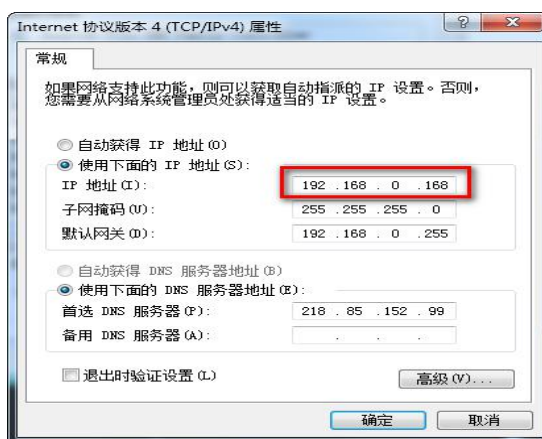 Internet 协议版本 4 (TCP/IPv4) 属性
常规
如果网络支持此功能，则可以获取自动指派的 IP 设置。否则，
您需要从网络系统管理员处获得适当的 IP 设置。
自动获得 IP 地址(O)
使用下面的 IP 地址(S):
IP 地址(I): 192 .168 . 0 .168
子网掩码(U): 255 .255 .255 . 0
默认网关(D): 192 .168 . 0 .255
自动获得 DNS 服务器地址(B)
使用下面的 DNS 服务器地址(E):
首选 DNS 服务器(P): 218 . 85 .152 . 99
备用 DNS 服务器(A): . . .
退出时验证设置(L)
高级(V)...
确定 取消